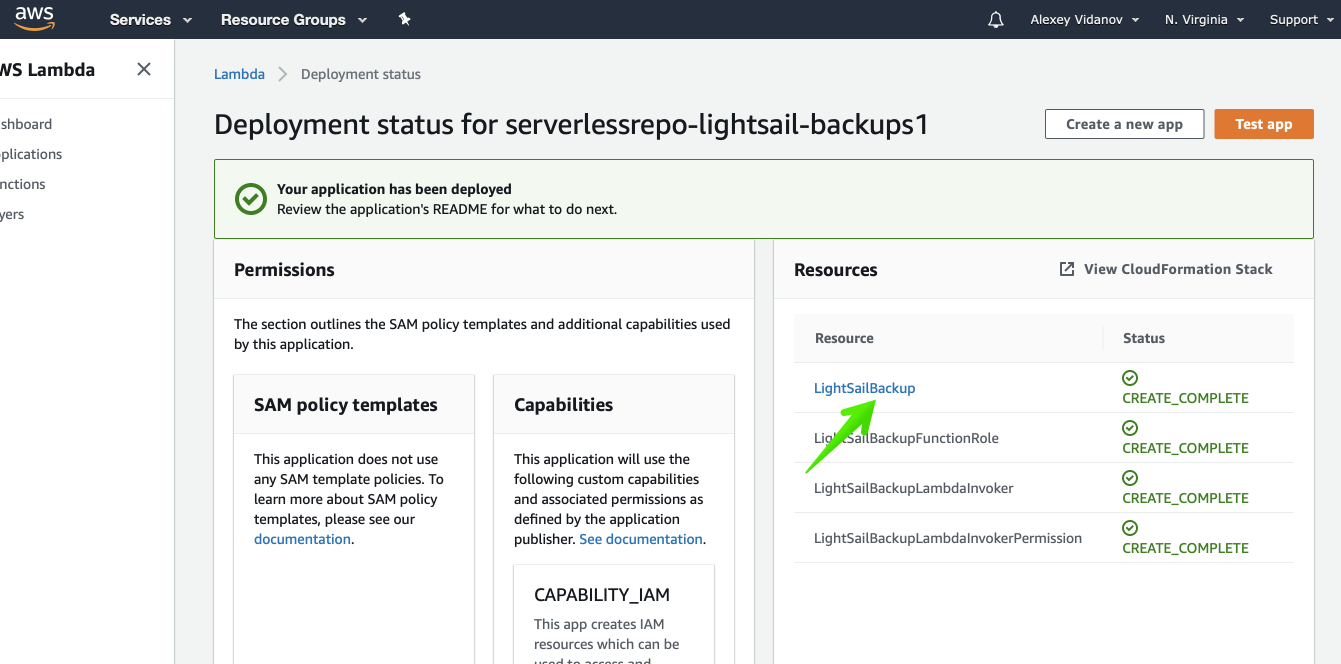 aws
Services
Resource Groups
Alexey Vidanov
N. Virginia
Support
WS Lambda
shboard
plications
nctions
yers
Lambda
Deployment status
Deployment status for serverlessrepo-lightsail-backups1
Create a new app
Test app
Your application has been deployed
Review the application's README for what to do next.
Permissions
The section outlines the SAM policy templates and additional capabilities used
by this application.
SAM policy templates
This application does not use
any SAM template policies. To
learn more about SAM policy
templates, please see our
documentation.
Capabilities
This application will use the
following custom capabilities
and associated permissions as
defined by the application
publisher. See documentation.
CAPABILITY_IAM
This app creates IAM
resources which can be
used to access and
Resources
View CloudFormation Stack
Resource
Status
LightSailBackup
CREATE_COMPLETE
LightSailBackupFunctionRole
CREATE_COMPLETE
LightSailBackupLambdaInvoker
CREATE_COMPLETE
LightSailBackupLambdaInvokerPermission
CREATE_COMPLETE